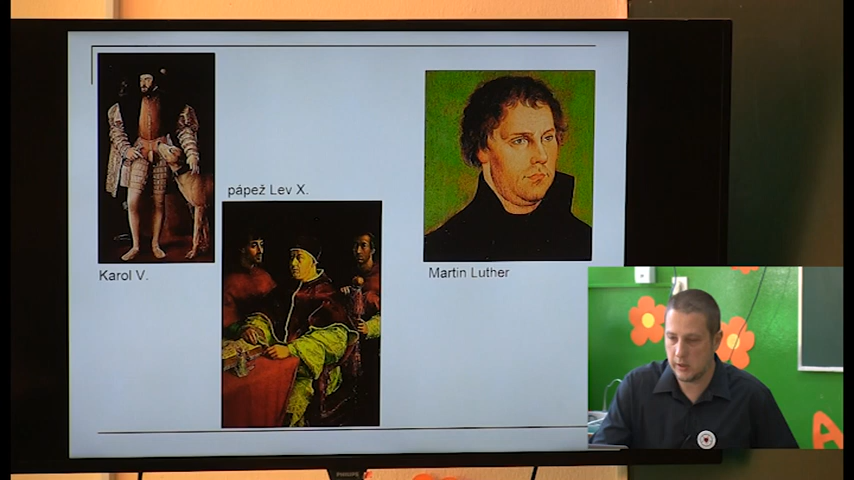 pápež Lev X.
Karol V.
Martin Luther
PHILIPS
A